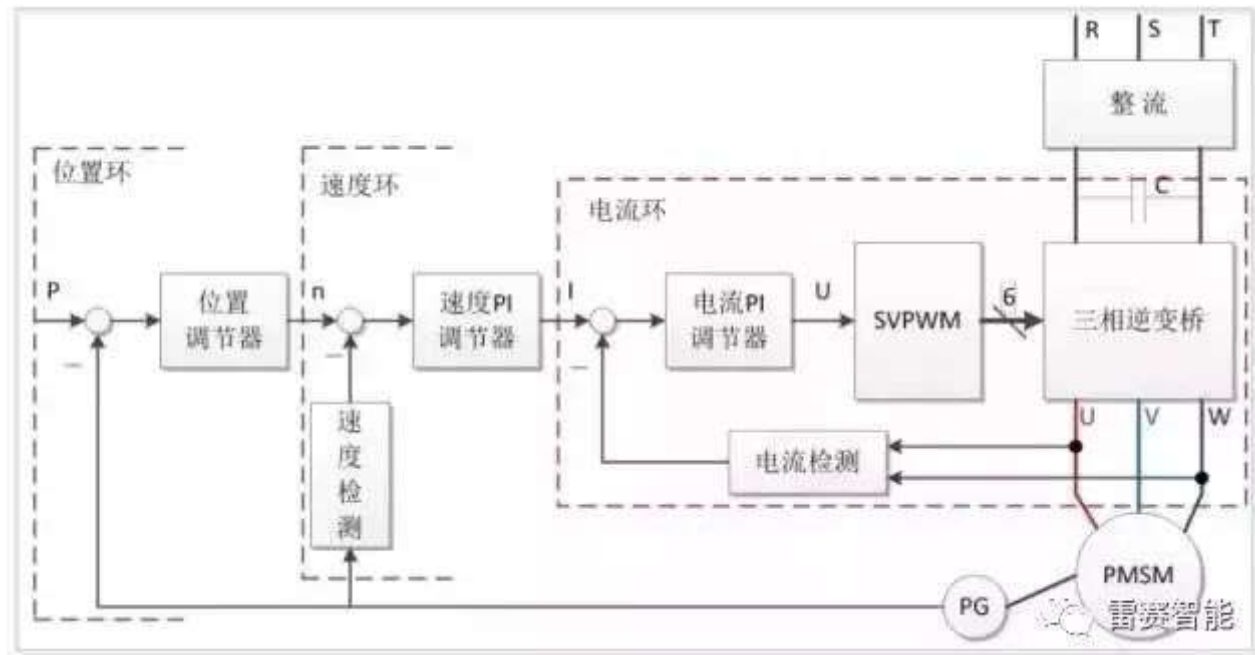 R S T
整 流
位置环
速度环
电流环
C
P
位置
调节器
n
速度PI
调节器
I
电流PI
调节器
U
SVPWM
6
三相逆变桥
U V W
速
度
检
测
电流检测
PMSM
PG
雷赛智能